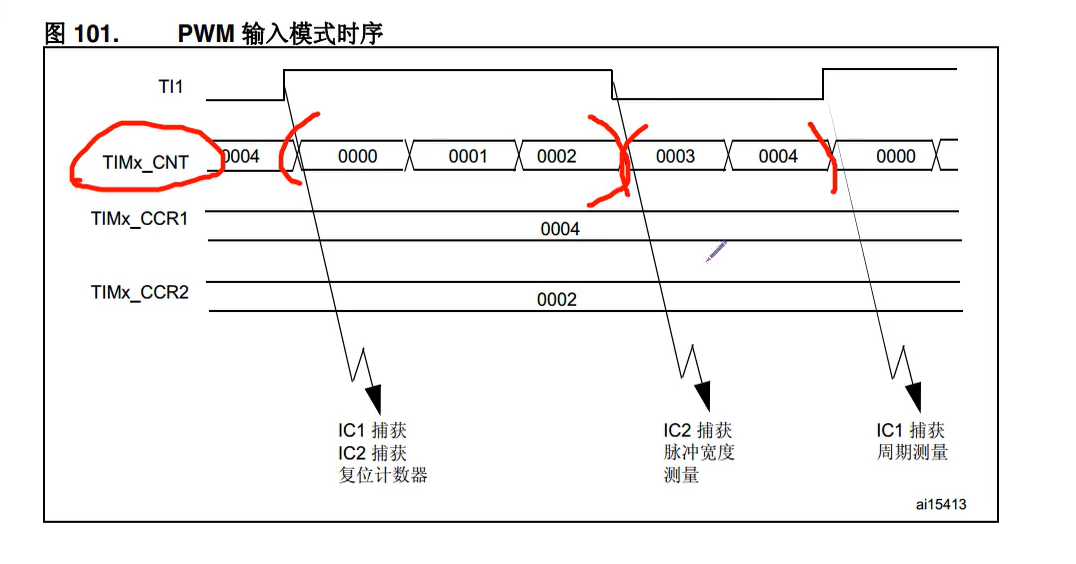 图 101. PWM 输入模式时序
TI1
TIMx_CNT 0004 0000 0001 0002 0003 0004 0000
TIMx_CCR1 0004
TIMx_CCR2 0002
IC1 捕获
IC2 捕获
复位计数器
IC2 捕获
脉冲宽度
测量
IC1 捕获
周期测量
ai15413